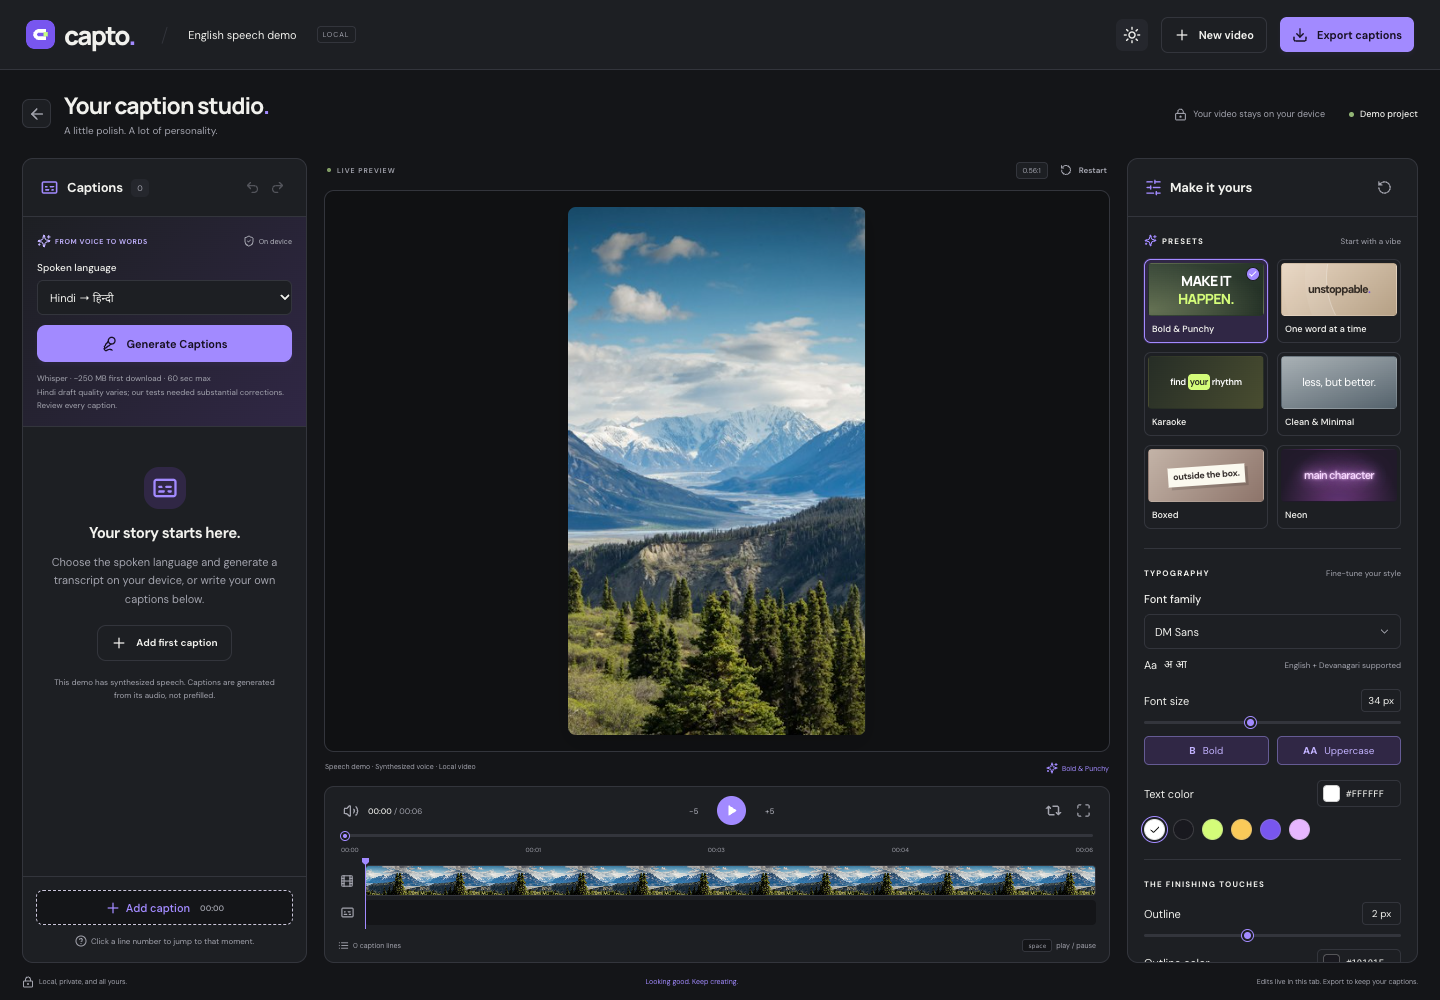 capto.
English speech demo
LOCAL
New video
Export captions
Your caption studio.
A little polish. A lot of personality.
Your video stays on your device
Demo project
Captions
0
FROM VOICE TO WORDS
On device
Spoken language
Hindi → हिन्दी
Generate Captions
Whisper · ~250 MB first download · 60 sec max
Hindi draft quality varies; our tests needed substantial corrections.
Review every caption.
Your story starts here.
Choose the spoken language and generate a
transcript on your device, or write your own
captions below.
Add first caption
This demo has synthesized speech. Captions are generated
from its audio, not prefilled.
Add caption 00:00
Click a line number to jump to that moment.
LIVE PREVIEW
0.56:1
Restart
Speech demo · Synthesized voice · Local video
Bold & Punchy
00:00 / 00:06
-5
+5
00:00
00:01
00:03
00:04
00:06
0 caption lines
space play / pause
Make it yours
PRESETS
Start with a vibe
MAKE IT
HAPPEN.
Bold & Punchy
unstoppable.
One word at a time
find your rhythm
Karaoke
less, but better.
Clean & Minimal
outside the box.
Boxed
main character
Neon
TYPOGRAPHY
Fine-tune your style
Font family
DM Sans
Aa अ आ
English + Devanagari supported
Font size
34 px
B Bold
AA Uppercase
Text color
#FFFFFF
THE FINISHING TOUCHES
Outline
2 px
Local, private, and all yours.
Looking good. Keep creating.
Edits live in this tab. Export to keep your captions.